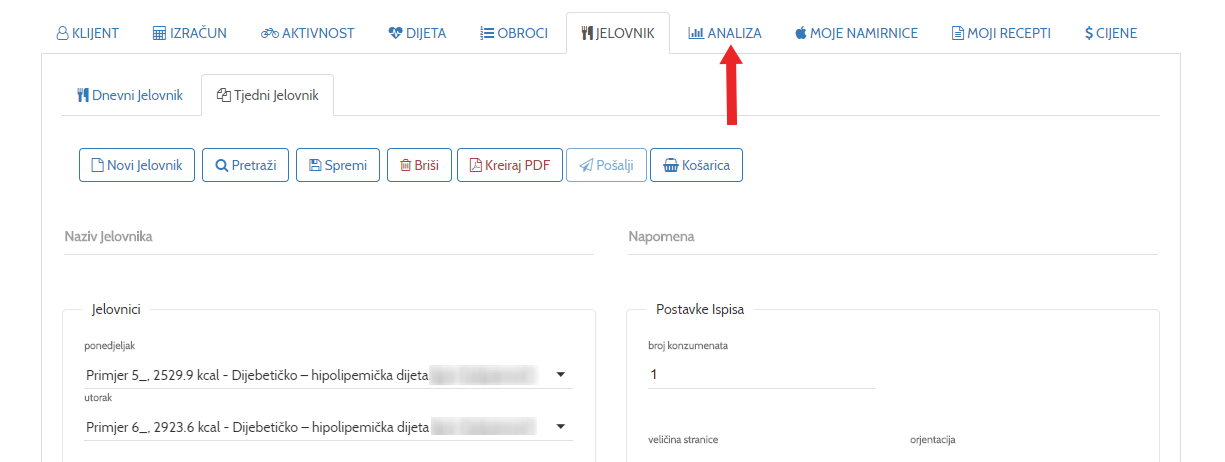 KLIJENT IZRAČUN AKTIVNOST DIJETA OBROCI JELOVNIK ANALIZA MOJE NAMIRNICE MOJI RECEPTI $ CIJENE
Dnevni Jelovnik Tjedni Jelovnik
Novi Jelovnik Pretraži Spremi Briši Kreiraj PDF Pošalji Košarica
Naziv Jelovnika Napomena
Jelovnici Postavke Ispisa
ponedjeljak broj konzumenata
Primjer 5_, 2529.9 kcal - Dijebetičko – hipolipemička dijeta 1
utorak
Primjer 6_, 2923.6 kcal - Dijebetičko – hipolipemička dijeta
veličina stranice orjentacija